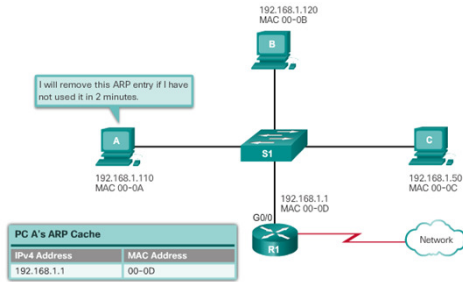 192.168.1.120
MAC 00-0B
B
I will remove this ARP entry if I have
not used it in 2 minutes.
A
S1
C
192.168.1.110
MAC 00-0A
192.168.1.50
MAC 00-0C
192.168.1.1
MAC 00-0D
G0/0
R1
Network
PC A's ARP Cache
IPv4 Address MAC Address
192.168.1.1 00-0D